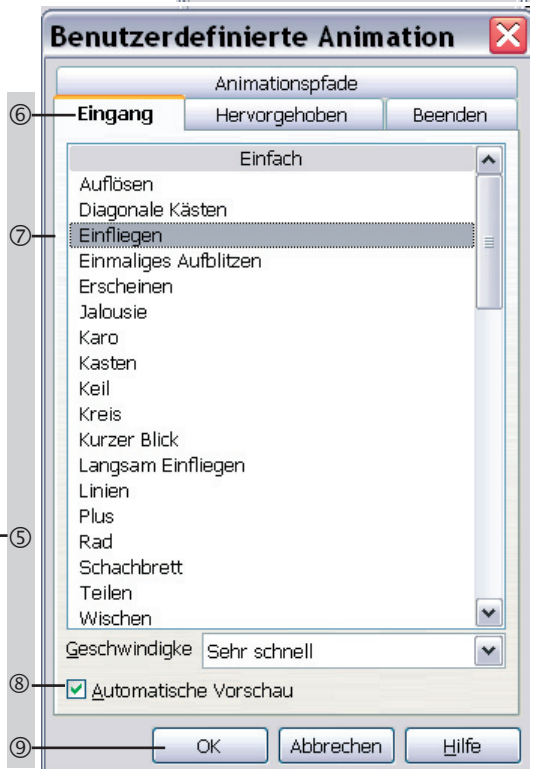 Benutzerdefinierte Animation
Animationspfade
⑥ Eingang Hervorgehoben Beenden
Einfach
Auflösen
Diagonale Kästen
⑦ Einfliegen
Einmaliges Aufblitzen
Erscheinen
Jalousie
Karo
Kasten
Keil
Kreis
Kurzer Blick
Langsam Einfliegen
Linien
Plus
⑤ Rad
Schachbrett
Teilen
Wischen
Geschwindigke Sehr schnell
⑧ Automatische Vorschau
⑨ OK Abbrechen Hilfe